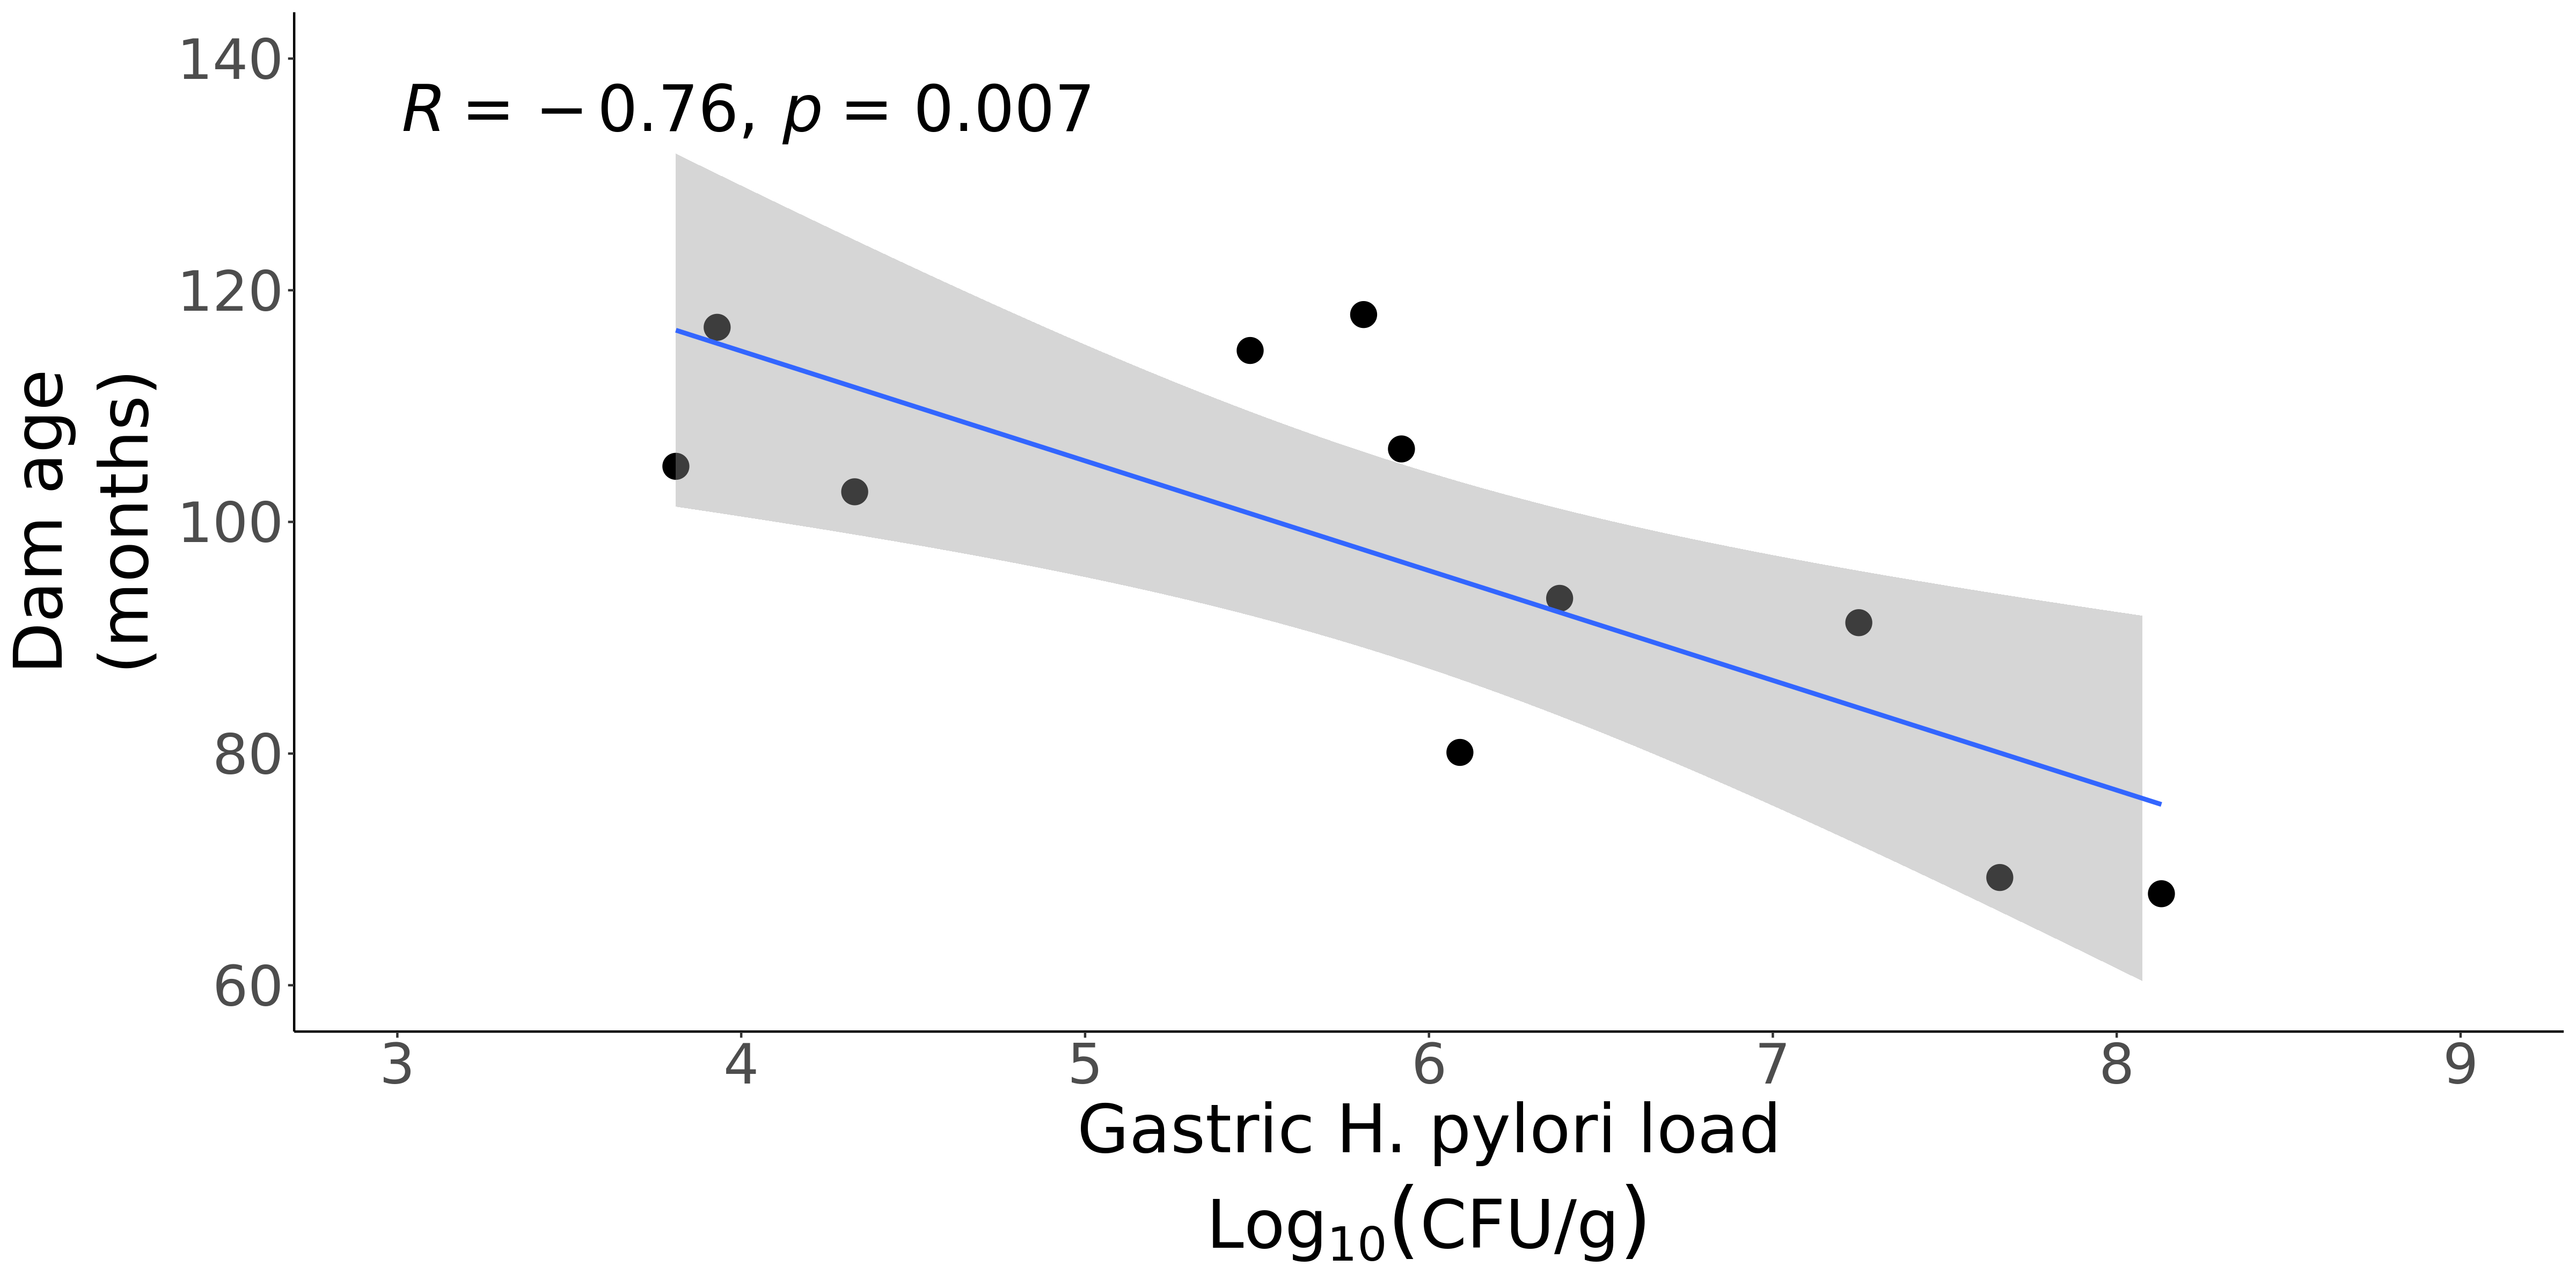 140
R = −0.76, p = 0.007
120
100
80
60
Dam age
(months)
3 4 5 6 7 8 9
Gastric H. pylori load
Log₁₀(CFU/g)